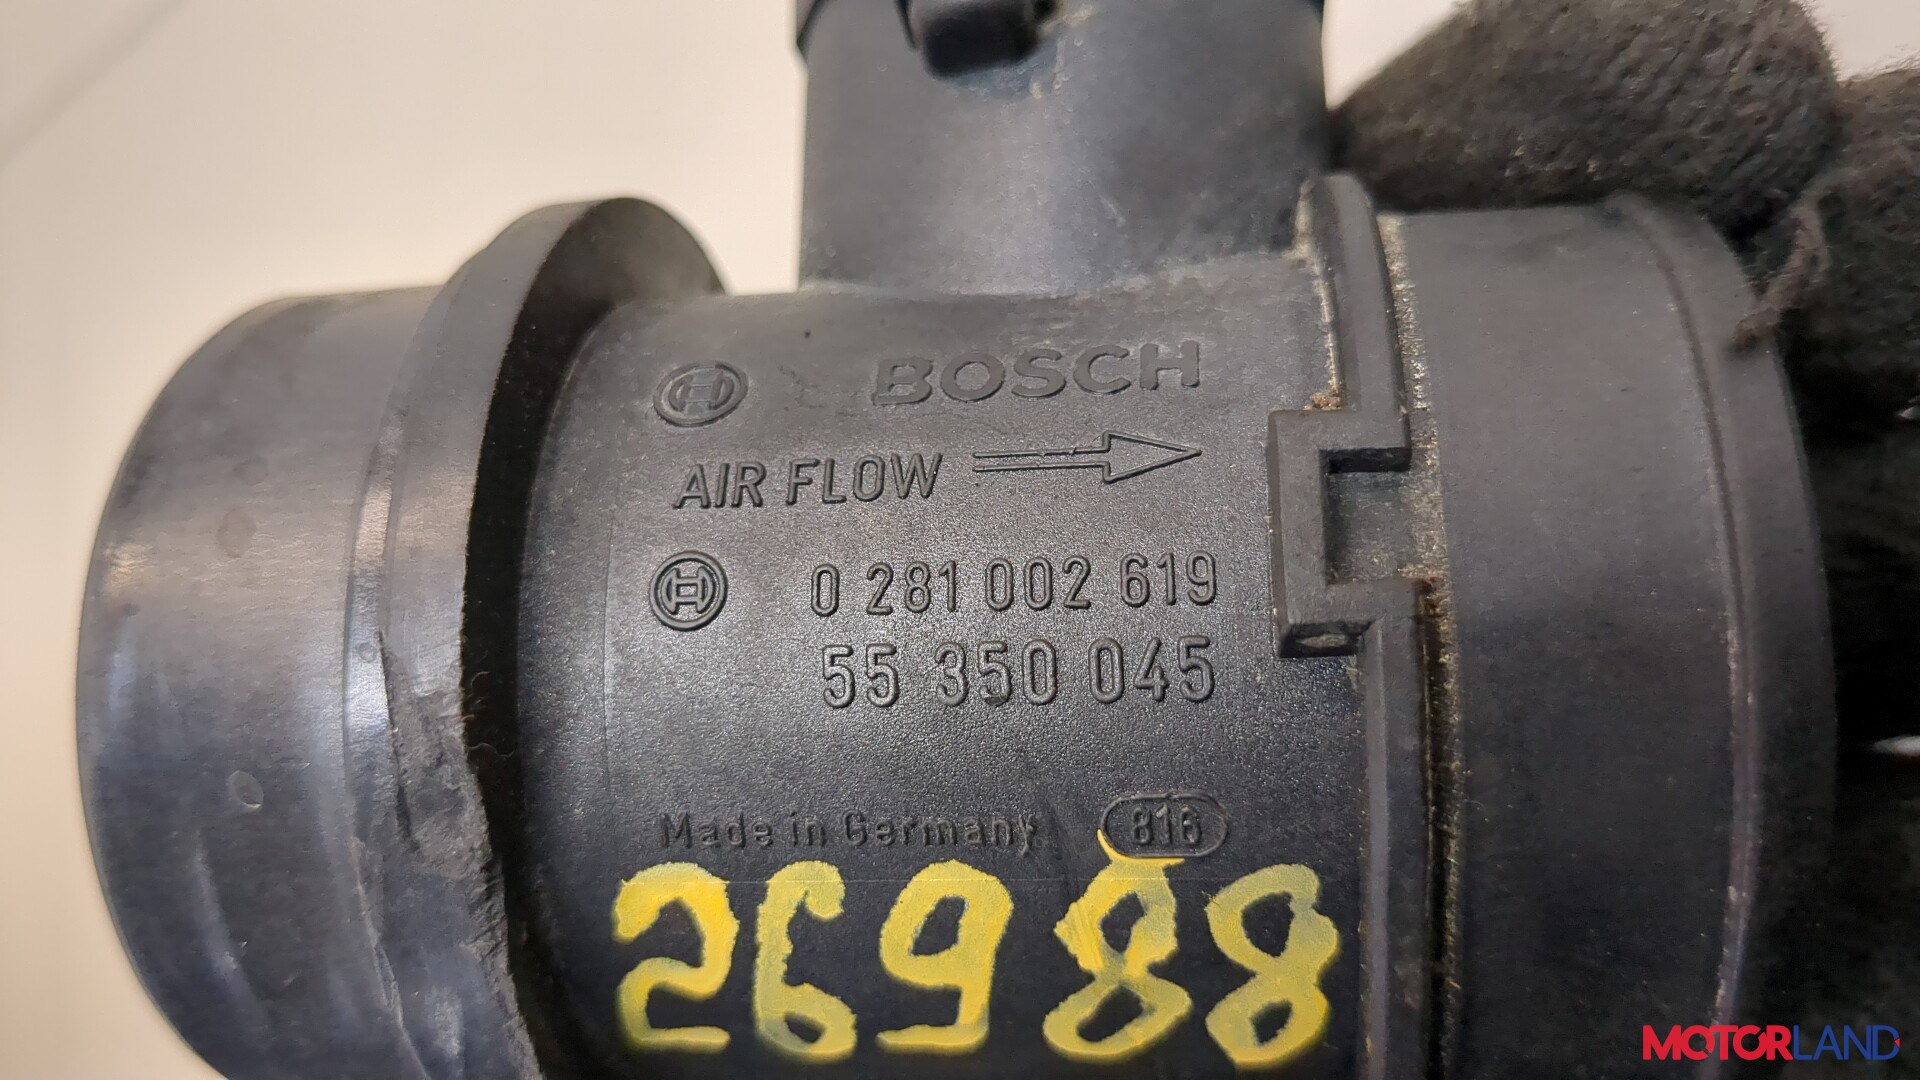 BOSCH
AIR FLOW
0 281 002 619
55 350 045
Made in Germany 816
26988
MOTORLAND